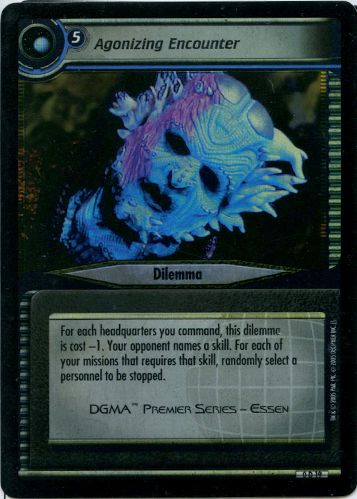 5 Agonizing Encounter
Dilemma
For each headquarters you command, this dilemma
is cost –1. Your opponent names a skill. For each of
your missions that requires that skill, randomly select a
personnel to be stopped.
DGMA™ Premier Series – Essen